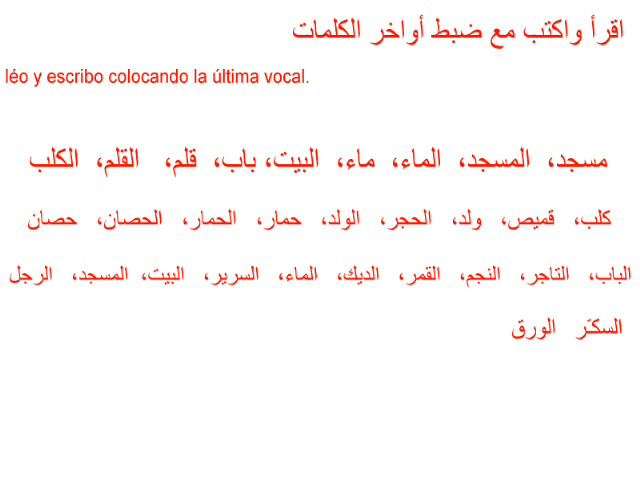 اقرأ واكتب مع ضبط أواخر الكلمات
léo y escribo colocando la última vocal.
مسجد، المسجد، الماء، ماء، البيت، باب، قلم، القلم، الكلب
كلب، قميص، ولد، الحجر، الولد، حمار، الحمار، الحصان، حصان
الباب، التاجر، النجم، القمر، الديك، الماء، السرير، البيت، المسجد، الرجل
السكّر الورق